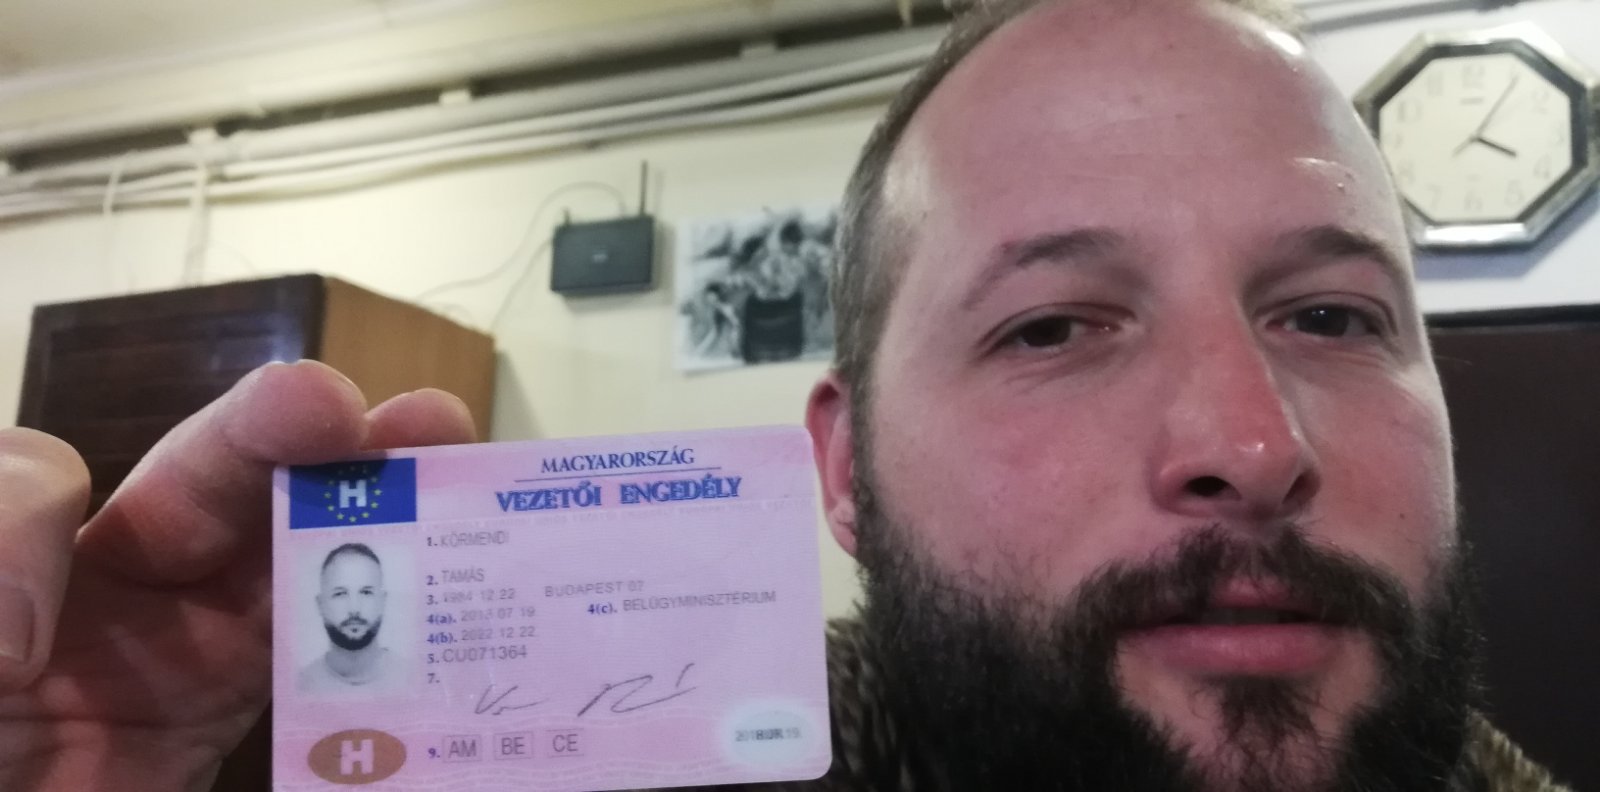 H
MAGYARORSZÁG
VEZETŐI ENGEDÉLY
1. KÖRMENDI
2. TAMÁS
3. 1984 12 22 BUDAPEST 07
4(a). 2018 07 19 4(c). BELÜGYMINISZTÉRIUM
4(b). 2022 12 22
5. CU071364
7.
H
9. AM BE CE